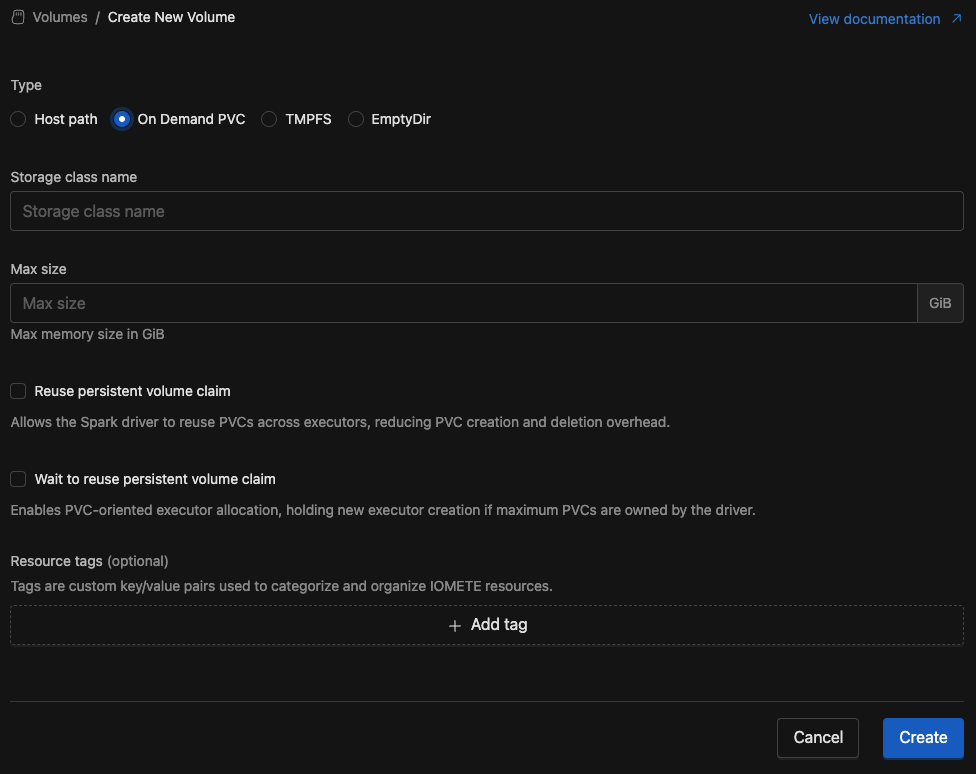 Volumes / Create New Volume
View documentation
Type
Host path
On Demand PVC
TMPFS
EmptyDir
Storage class name
Storage class name
Max size
Max size
GiB
Max memory size in GiB
Reuse persistent volume claim
Allows the Spark driver to reuse PVCs across executors, reducing PVC creation and deletion overhead.
Wait to reuse persistent volume claim
Enables PVC-oriented executor allocation, holding new executor creation if maximum PVCs are owned by the driver.
Resource tags (optional)
Tags are custom key/value pairs used to categorize and organize IOMETE resources.
Add tag
Cancel
Create